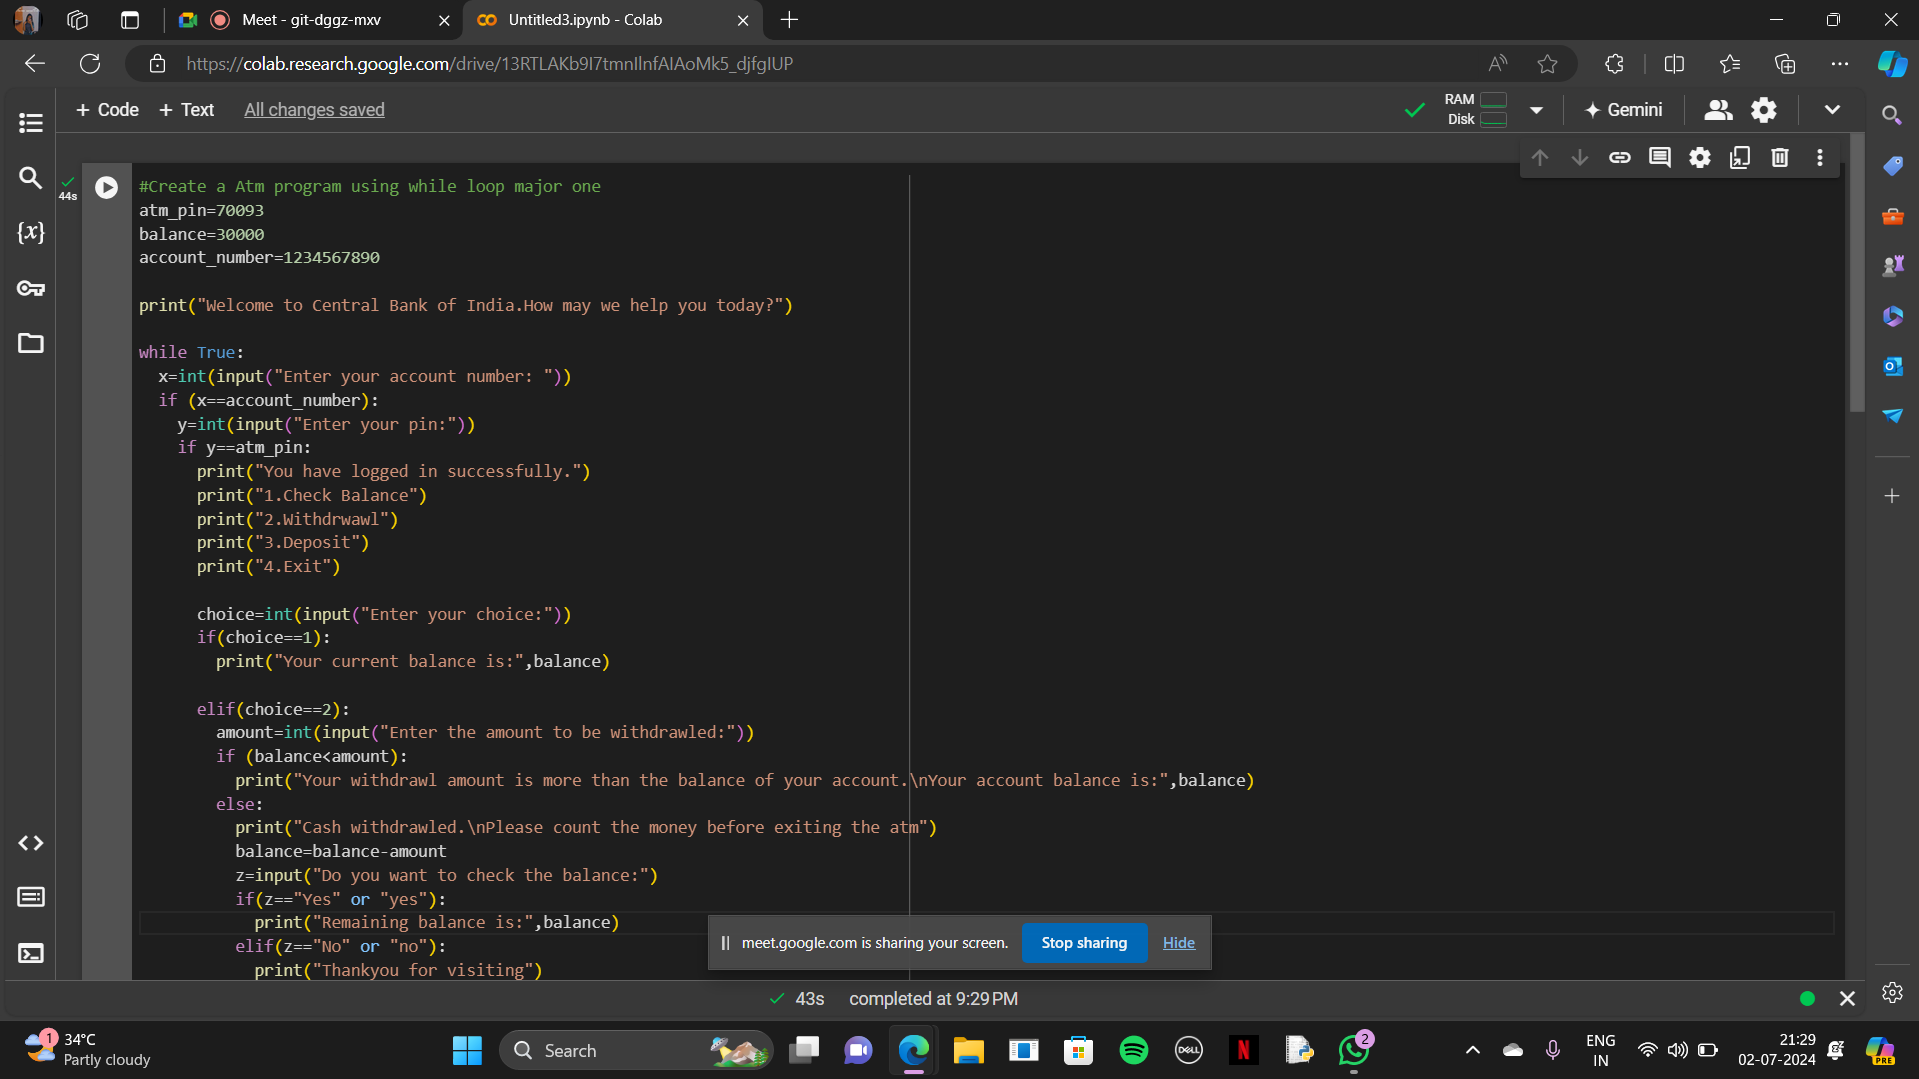 Meet - git-dggz-mxv
Untitled3.ipynb - Colab
https://colab.research.google.com/drive/13RTLAKb9I7tmnIlnfAIAoMk5_djfgIUP
+ Code + Text All changes saved
RAM
Disk
Gemini
44s
#Create a Atm program using while loop major one
atm_pin=70093
balance=30000
account_number=1234567890
print("Welcome to Central Bank of India.How may we help you today?")
while True:
x=int(input("Enter your account number: "))
if (x==account_number):
y=int(input("Enter your pin:"))
if y==atm_pin:
print("You have logged in successfully.")
print("1.Check Balance")
print("2.Withdrwawl")
print("3.Deposit")
print("4.Exit")
choice=int(input("Enter your choice:"))
if(choice==1):
print("Your current balance is:",balance)
elif(choice==2):
amount=int(input("Enter the amount to be withdrawled:"))
if (balance<amount):
print("Your withdrawl amount is more than the balance of your account.\nYour account balance is:",balance)
else:
print("Cash withdrawled.\nPlease count the money before exiting the atm")
balance=balance-amount
z=input("Do you want to check the balance:")
if(z=="Yes" or "yes"):
print("Remaining balance is:",balance)
elif(z=="No" or "no"):
print("Thankyou for visiting")
meet.google.com is sharing your screen. Stop sharing Hide
43s completed at 9:29 PM
1
34°C
Partly cloudy
Search
DELL
N
2
ENG
IN
21:29
02-07-2024
PRE